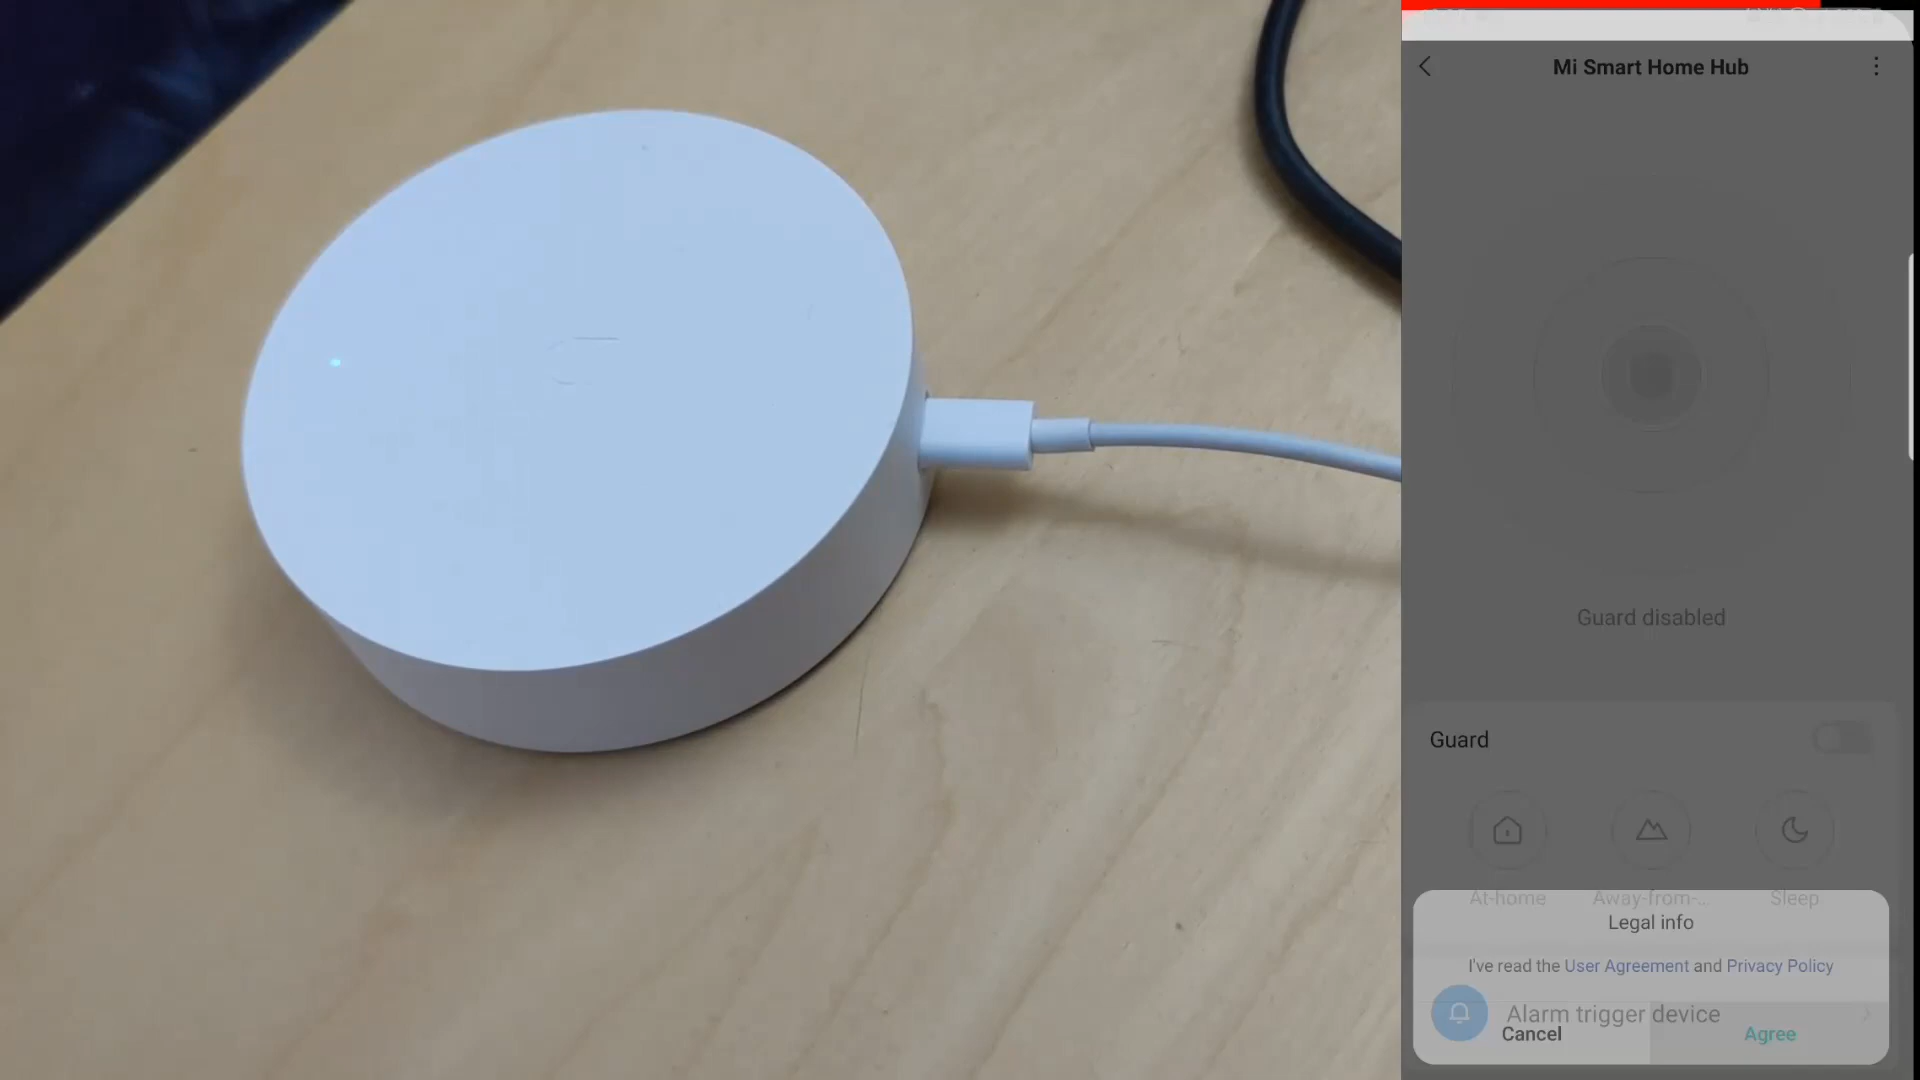 Mi Smart Home Hub
Guard disabled
Guard
At-home
Away-from-...
Sleep
Legal info
I've read the User Agreement and Privacy Policy
Alarm trigger device
Cancel
Agree